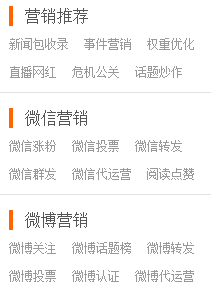 营销推荐
新闻包收录 事件营销 权重优化
直播网红 危机公关 话题炒作
微信营销
微信涨粉 微信投票 微信转发
微信群发 微信代运营 阅读点赞
微博营销
微博关注 微博话题榜 微博转发
微博投票 微博认证 微博代运营